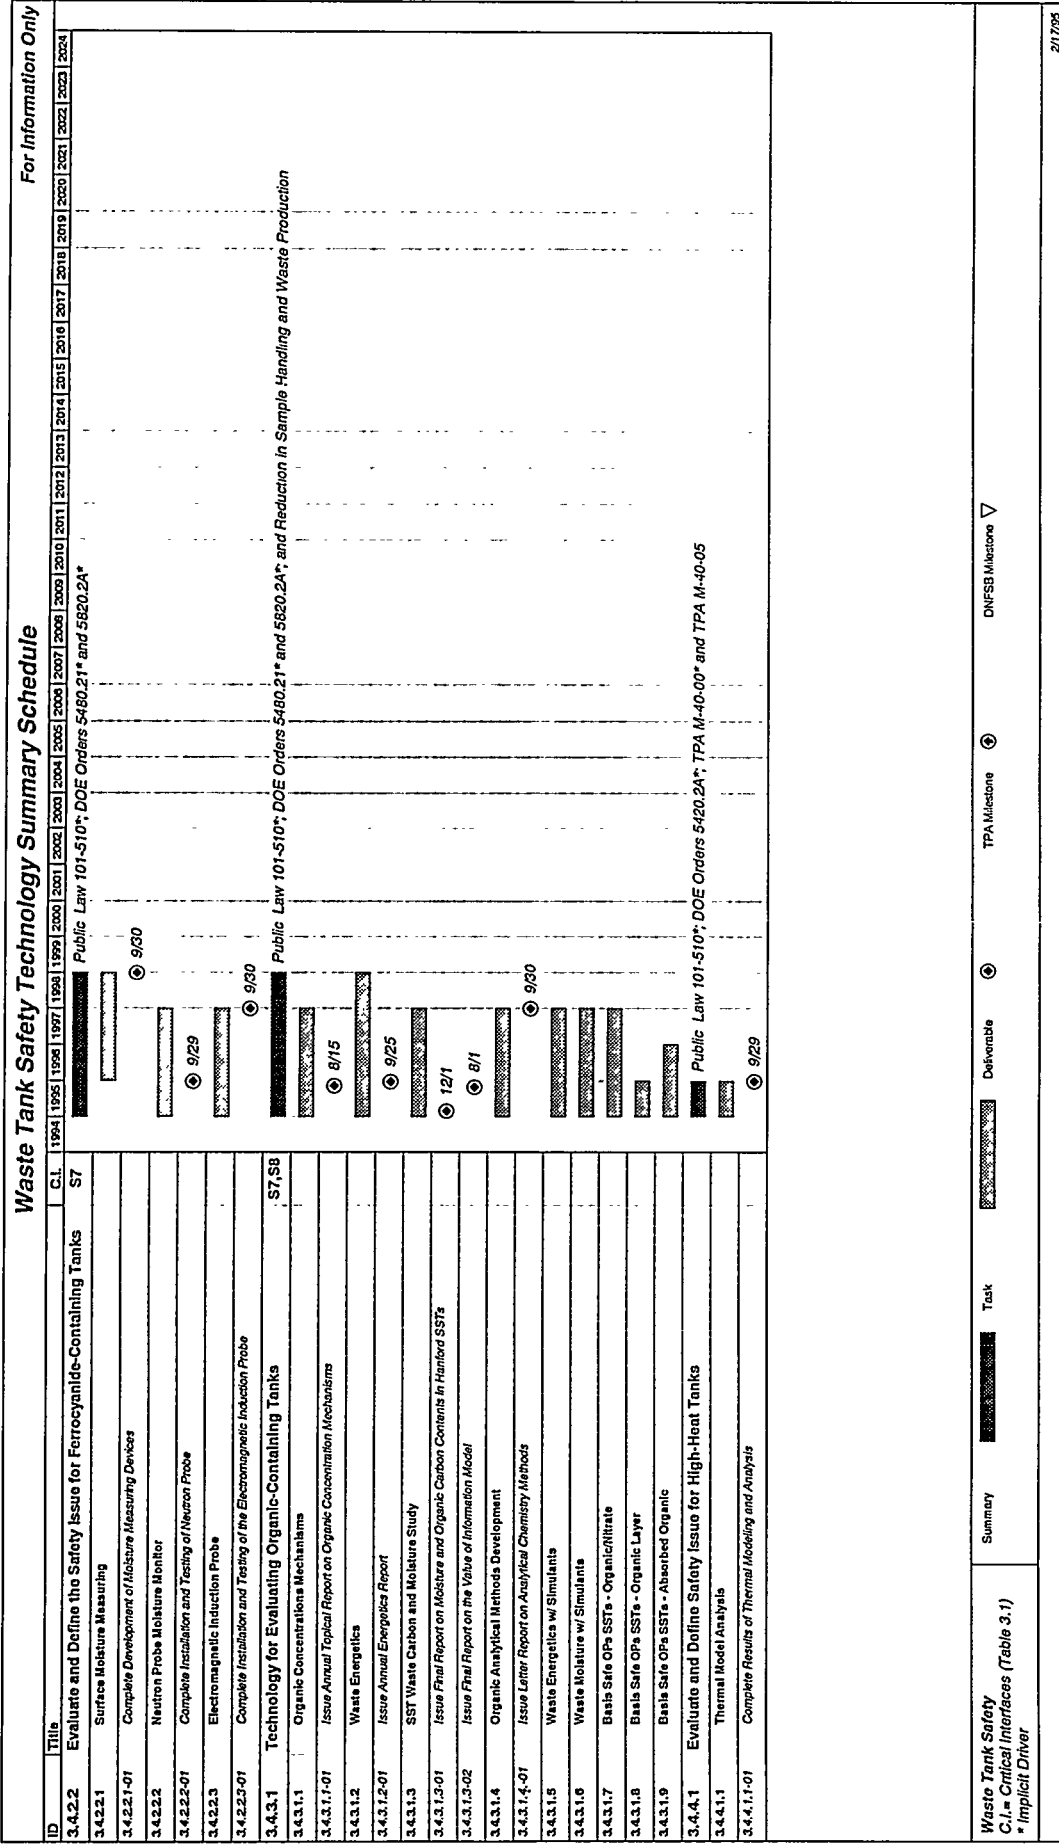 Waste Tank Safety Technology Summary Schedule
For Information Only
ID Title C.I. 1994 1995 1996 1997 1998 1999 2000 2001 2002 2003 2004 2005 2006 2007 2008 2009 2010 2011 2012 2013 2014 2015 2016 2017 2018 2019 2020 2021 2022 2023 2024
3.4.2.2 Evaluate and Define the Safety Issue for Ferrocyanide-Containing Tanks S7 Public Law 101-510*; DOE Orders 5480.21* and 5820.2A*
3.4.2.2.1 Surface Moisture Measuring
3.4.2.2.1-01 Complete Development of Moisture Measuring Devices 9/30
3.4.2.2.2 Neutron Probe Moisture Monitor
3.4.2.2.2-01 Complete Installation and Testing of Neutron Probe 9/29
3.4.2.2.3 Electromagnetic Induction Probe
3.4.2.2.3-01 Complete Installation and Testing of the Electromagnetic Induction Probe 9/30
3.4.3.1 Technology for Evaluating Organic-Containing Tanks S7,S8 Public Law 101-510*; DOE Orders 5480.21* and 5820.2A*; and Reduction in Sample Handling and Waste Production
3.4.3.1.1 Organic Concentrations Mechanisms
3.4.3.1.1-01 Issue Annual Topical Report on Organic Concentration Mechanisms 8/15
3.4.3.1.2 Waste Energetics
3.4.3.1.2-01 Issue Annual Energetics Report 9/25
3.4.3.1.3 SST Waste Carbon and Moisture Study
3.4.3.1.3-01 Issue Final Report on Moisture and Organic Carbon Contents in Hanford SSTs 12/1
3.4.3.1.3-02 Issue Final Report on the Value of Information Model 8/1
3.4.3.1.4 Organic Analytical Methods Development
3.4.3.1.4-01 Issue Letter Report on Analytical Chemistry Methods 9/30
3.4.3.1.5 Waste Energetics w/ Simulants
3.4.3.1.6 Waste Moisture w/ Simulants
3.4.3.1.7 Basis Safe OPs SSTs - Organic/Nitrate
3.4.3.1.8 Basis Safe OPs SSTs - Organic Layer
3.4.3.1.9 Basis Safe OPs SSTs - Absorbed Organic
3.4.4.1 Evaluate and Define Safety Issue for High-Heat Tanks Public Law 101-510*; DOE Orders 5420.2A*; TPA M-40-00* and TPA M-40-05
3.4.4.1.1 Thermal Model Analysis
3.4.4.1.1-01 Complete Results of Thermal Modeling and Analysis 9/29
Waste Tank Safety
C.I.= Critical Interfaces (Table 3.1)
* Implicit Driver
Summary Task Deliverable TPA Milestone DNFSB Milestone
2/17/95